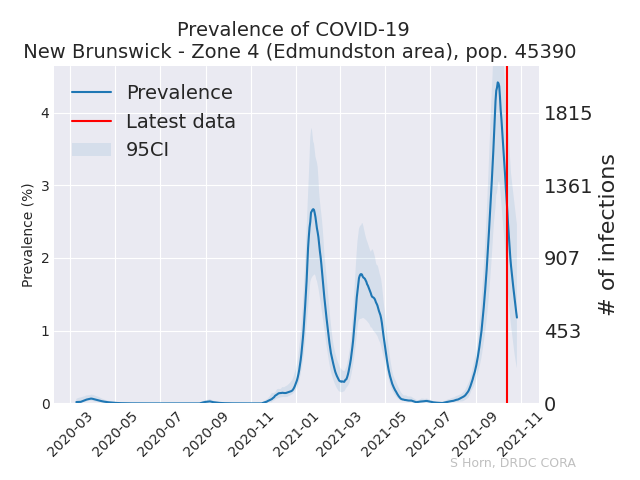 Prevalence of COVID-19
New Brunswick - Zone 4 (Edmundston area), pop. 45390
Prevalence
Latest data
95CI
Prevalence (%)
4
3
2
1
0
1815
1361
907
453
0
# of infections
2020-03
2020-05
2020-07
2020-09
2020-11
2021-01
2021-03
2021-05
2021-07
2021-09
2021-11
S Horn, DRDC CORA